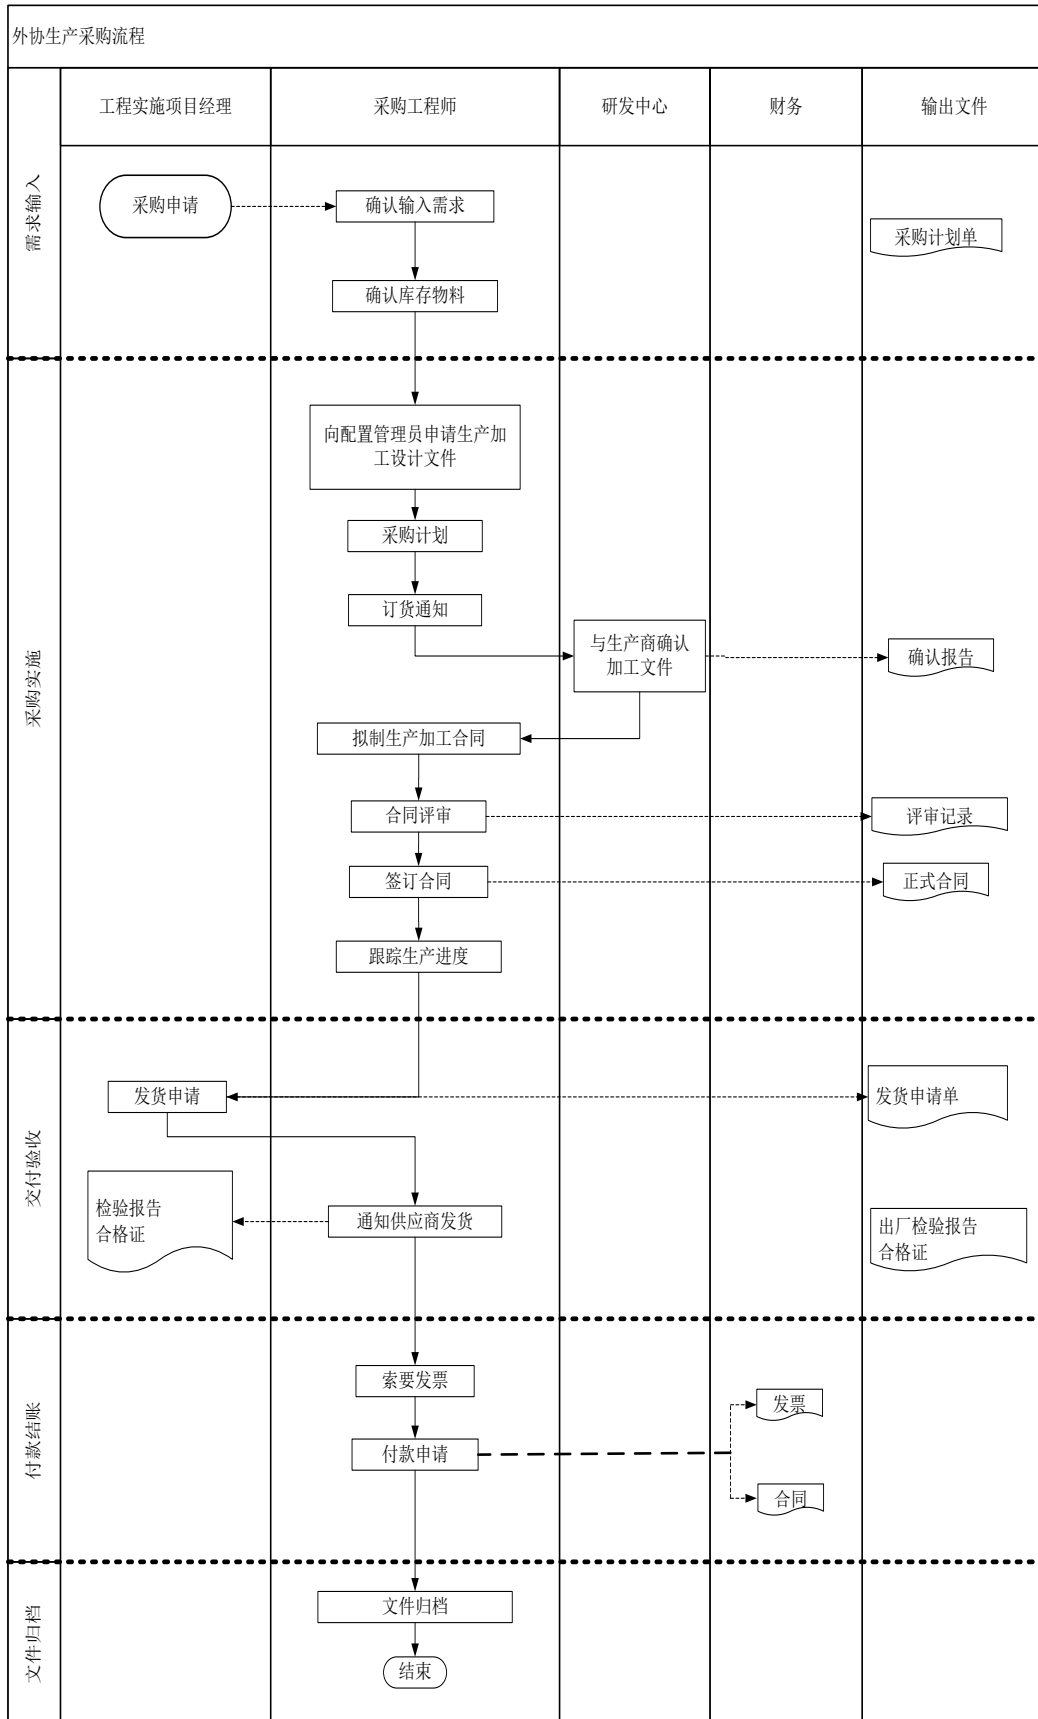 外协生产采购流程
工程实施项目经理
采购工程师
研发中心
财务
输出文件
需求输入
采购申请
确认输入需求
采购计划单
确认库存物料
采购实施
向配置管理员申请生产加
工设计文件
采购计划
订货通知
与生产商确认
加工文件
确认报告
拟制生产加工合同
合同评审
评审记录
签订合同
正式合同
跟踪生产进度
交付验收
发货申请
发货申请单
检验报告
合格证
通知供应商发货
出厂检验报告
合格证
付款结账
索要发票
发票
付款申请
合同
文件归档
文件归档
结束